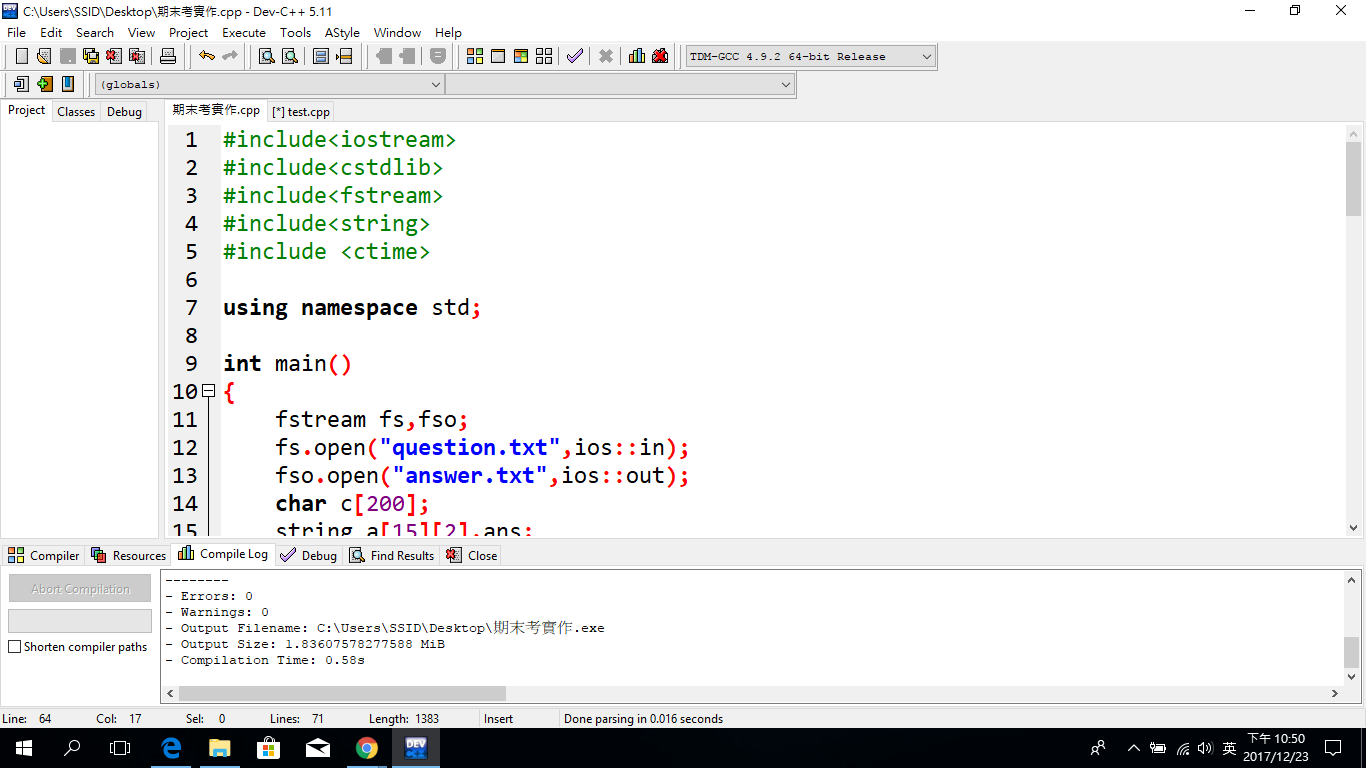 C:\Users\SSID\Desktop\期末考實作.cpp - Dev-C++ 5.11
File Edit Search View Project Execute Tools AStyle Window Help
TDM-GCC 4.9.2 64-bit Release
(globals)
Project Classes Debug 期末考實作.cpp [*] test.cpp
1 #include<iostream>
2 #include<cstdlib>
3 #include<fstream>
4 #include<string>
5 #include <ctime>
6
7 using namespace std;
8
9 int main()
10 {
11 fstream fs,fso;
12 fs.open("question.txt",ios::in);
13 fso.open("answer.txt",ios::out);
14 char c[200];
15 string a[15][2],ans;
Compiler Resources Compile Log Debug Find Results Close
Abort Compilation
Shorten compiler paths
--------
- Errors: 0
- Warnings: 0
- Output Filename: C:\Users\SSID\Desktop\期末考實作.exe
- Output Size: 1.83607578277588 MiB
- Compilation Time: 0.58s
Line: 64 Col: 17 Sel: 0 Lines: 71 Length: 1383 Insert Done parsing in 0.016 seconds
DEV
英
下午 10:50
2017/12/23